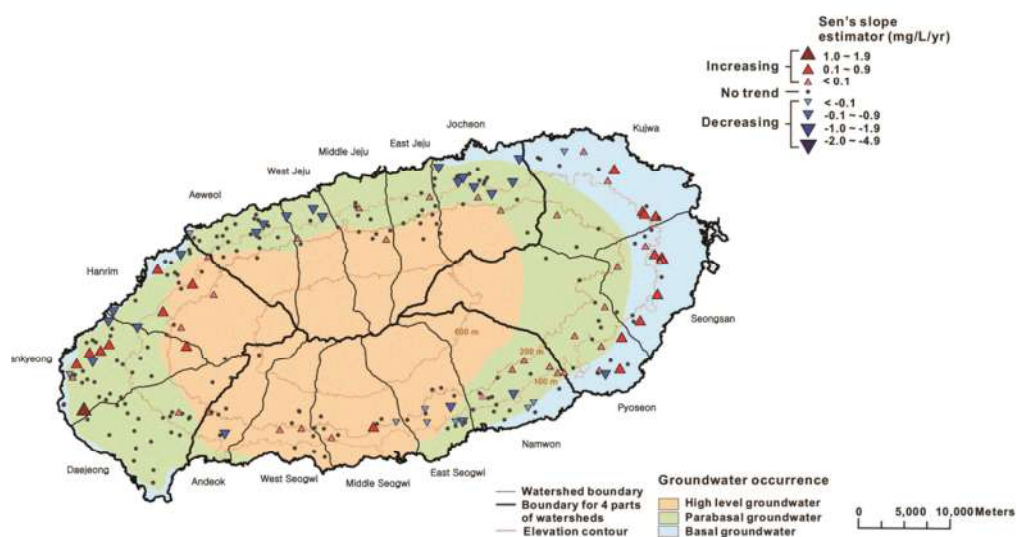 Sen's slope
estimator (mg/L/yr)
Increasing
1.0 ~ 1.9
0.1 ~ 0.9
< 0.1
No trend
Decreasing
< -0.1
-0.1 ~ -0.9
-1.0 ~ -1.9
-2.0 ~ -4.9
Jocheon
Kujwa
East Jeju
Middle Jeju
West Jeju
Aeweol
Hanrim
ankyeong
Seongsan
600 m
200 m
100 m
Pyoseon
Namwon
Daejeong
Andeok
West Seogwi
Middle Seogwi
East Seogwi
Watershed boundary
Boundary for 4 parts
of watersheds
Elevation contour
Groundwater occurrence
High level groundwater
Parabasal groundwater
Basal groundwater
0 5,000 10,000 Meters